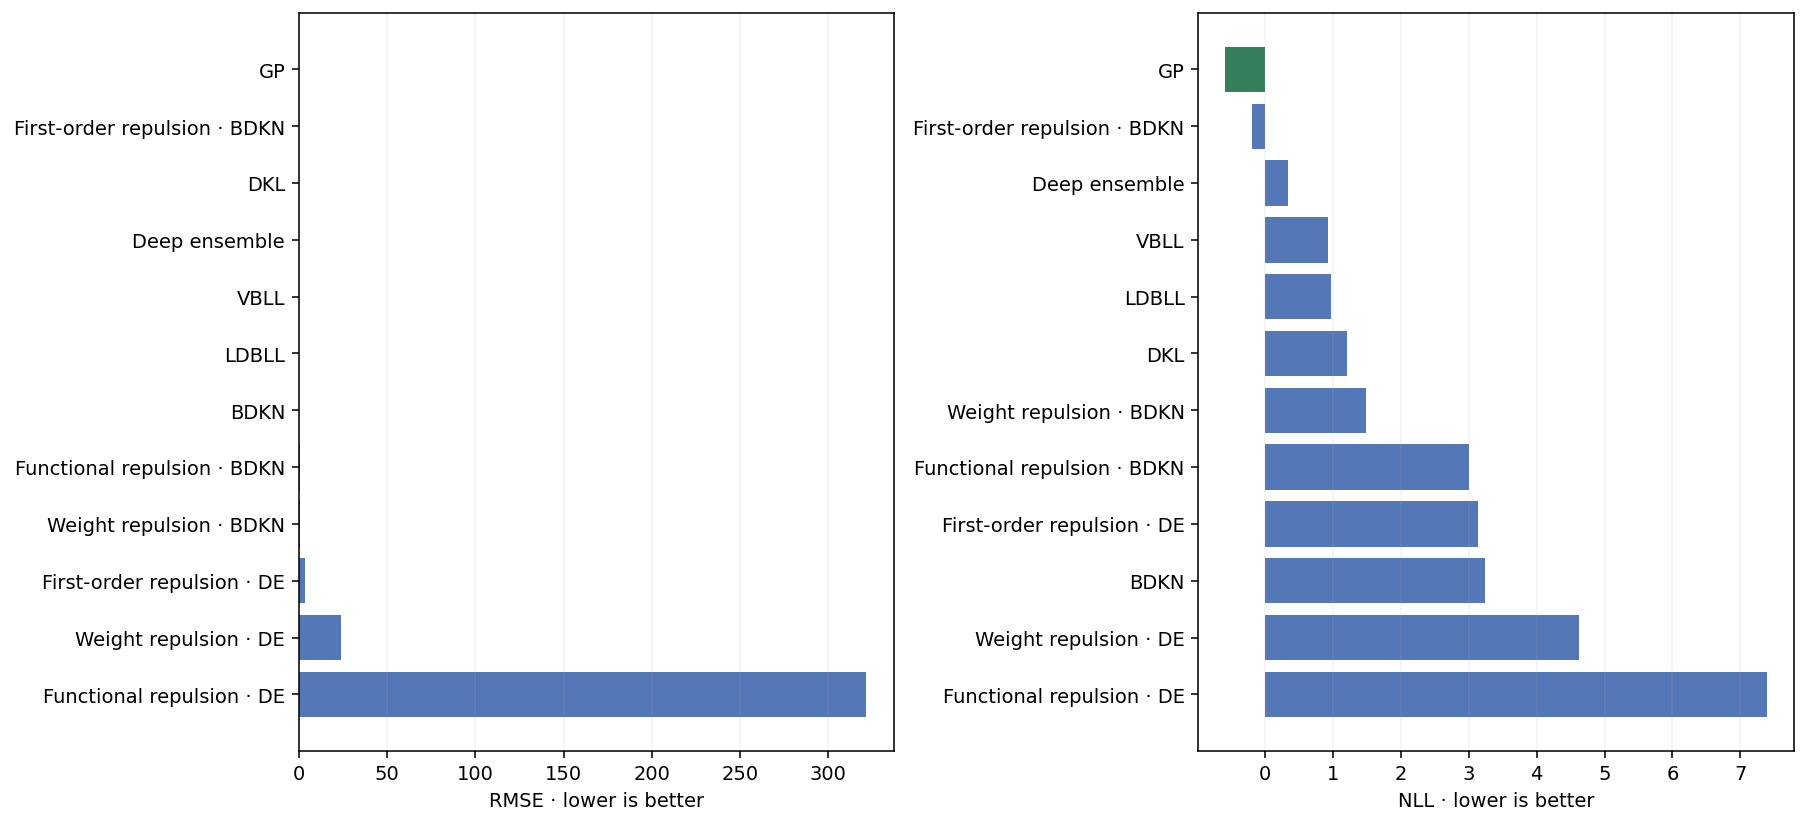 GP
First-order repulsion · BDKN
DKL
Deep ensemble
VBLL
LDBLL
BDKN
Functional repulsion · BDKN
Weight repulsion · BDKN
First-order repulsion · DE
Weight repulsion · DE
Functional repulsion · DE
0 50 100 150 200 250 300
RMSE · lower is better
GP
First-order repulsion · BDKN
Deep ensemble
VBLL
LDBLL
DKL
Weight repulsion · BDKN
Functional repulsion · BDKN
First-order repulsion · DE
BDKN
Weight repulsion · DE
Functional repulsion · DE
0 1 2 3 4 5 6 7
NLL · lower is better